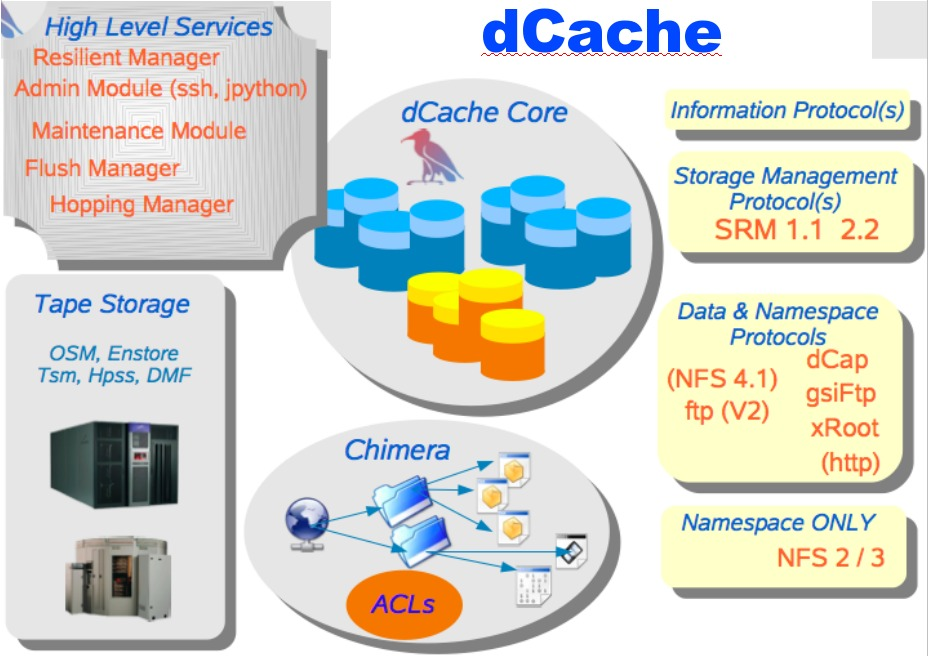 dCache
High Level Services
Resilient Manager
Admin Module (ssh, jpython)
Maintenance Module
Flush Manager
Hopping Manager
dCache Core
Information Protocol(s)
Storage Management
Protocol(s)
SRM 1.1 2.2
Tape Storage
OSM, Enstore
Tsm, Hpss, DMF
Data & Namespace
Protocols
(NFS 4.1)
ftp (V2)
dCap
gsiFtp
xRoot
(http)
Chimera
ACLs
Namespace ONLY
NFS 2 / 3